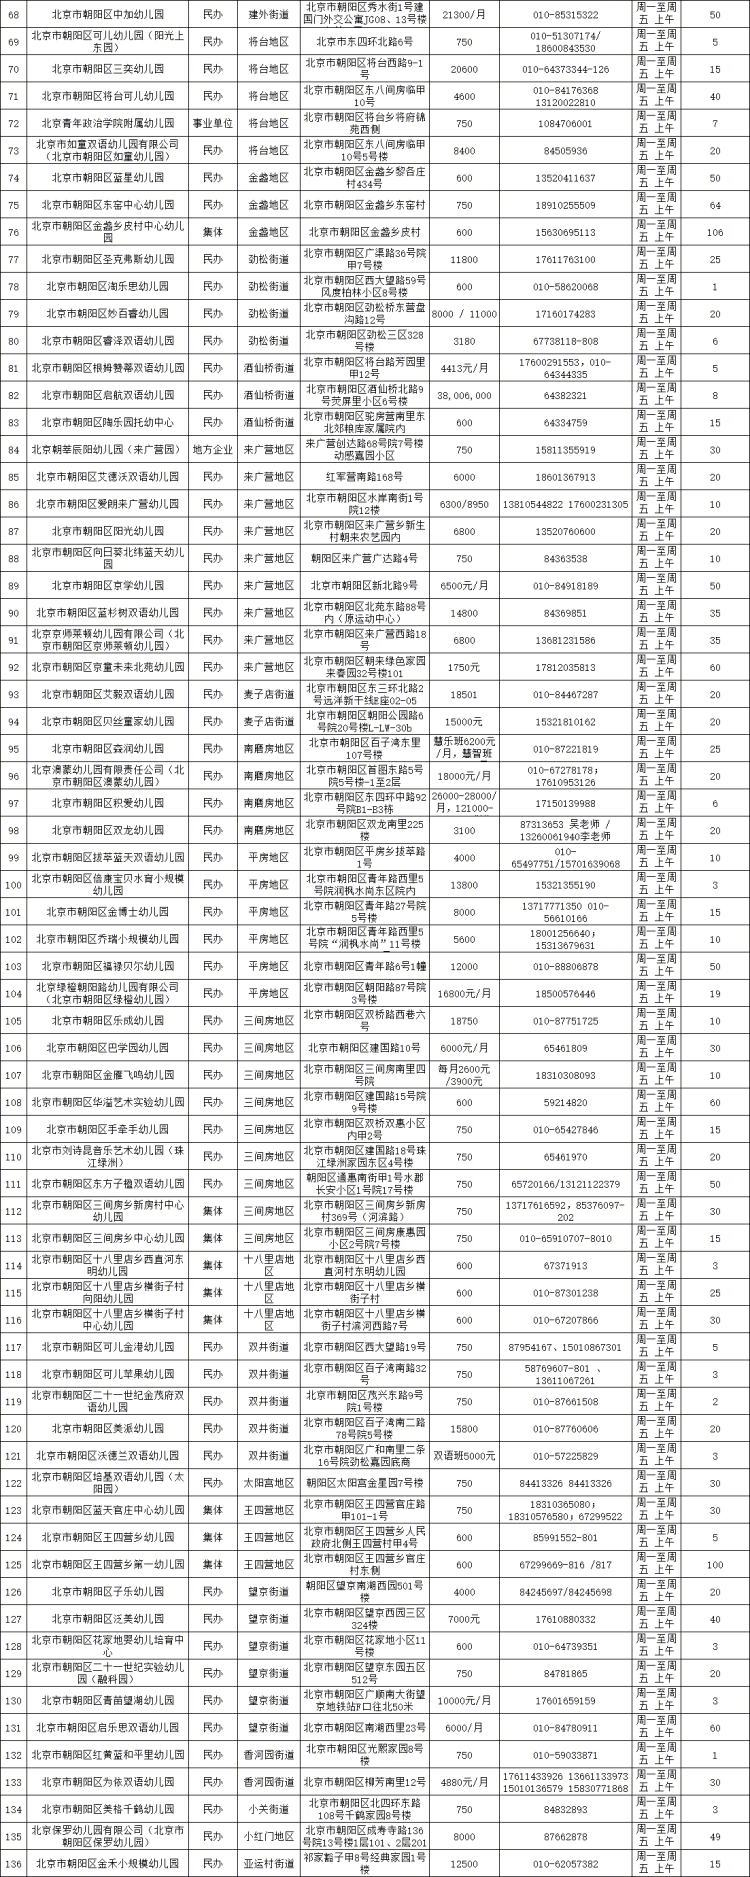 68 北京市朝阳区中加幼儿园 民办 建外街道 北京市朝阳区秀水街1号建国门外交公寓JG08、13号楼 21300/月 010-85315322 周一至周五 上午 50
69 北京市朝阳区可儿幼儿园（阳光上东园） 民办 将台地区 北京市东四环北路6号 750 010-51307174/18600843530 周一至周五 上午 5
70 北京市朝阳区三奕幼儿园 民办 将台地区 北京市朝阳区将台西路9-1号 20600 010-64373344-126 周一至周五 上午 15
71 北京市朝阳区将台可儿幼儿园 民办 将台地区 北京市朝阳区东八间房临甲10号 4600 010-84176368 13120022810 周一至周五 上午 40
72 北京青年政治学院附属幼儿园 事业单位 将台地区 北京市朝阳区将台乡将府锦苑西侧 750 1084706001 周一至周五 上午 7
73 北京市如童双语幼儿园有限公司（北京市朝阳区如童幼儿园） 民办 将台地区 北京市朝阳区东八间房临甲10号5号楼 8400 84505936 周一至周五 上午 20
74 北京市朝阳区蓝星幼儿园 民办 金盏地区 北京市朝阳区金盏乡黎各庄村434号 600 13520411637 周一至周五 上午 50
75 北京市朝阳区东窑中心幼儿园 民办 金盏地区 北京市朝阳区金盏乡东窑村 750 18910255509 周一至周五 上午 64
76 北京市朝阳区金盏乡皮村中心幼儿园 集体 金盏地区 北京市朝阳区金盏乡皮村 600 15630695113 周一至周五 上午 106
77 北京市朝阳区圣克弗斯幼儿园 民办 劲松街道 北京市朝阳区广渠路36号院甲7号楼 11800 17611763100 周一至周五 上午 25
78 北京市朝阳区淘乐思幼儿园 民办 劲松街道 北京市朝阳区西大望路59号风度柏林小区8号楼 600 010-58620068 周一至周五 上午 1
79 北京市朝阳区妙百睿幼儿园 民办 劲松街道 北京市朝阳区劲松桥东营盘沟路12号 8000 / 11000 17160174283 周一至周五 上午 20
80 北京市朝阳区睿泽双语幼儿园 民办 劲松街道 北京市朝阳区劲松三区328号楼 3180 67738118-808 周一至周五 上午 6
81 北京市朝阳区根姆赞蒂双语幼儿园 民办 酒仙桥街道 北京市朝阳区将台路芳园里甲12号 4413元/月 17600291553，010-64344335 周一至周五 上午 5
82 北京市朝阳区启航双语幼儿园 民办 酒仙桥街道 北京市朝阳区酒仙桥北路9号荧屏里小区6号楼 38,006,000 64382321 周一至周五 上午 8
83 北京市朝阳区陶乐园托幼中心 民办 酒仙桥街道 北京市朝阳区驼房营南里东北郊粮库家属院内 600 64334759 周一至周五 上午 15
84 北京朝莘辰阳幼儿园（来广营园） 地方企业 来广营地区 来广营创达路68号院7号楼动感嘉园小区 750 15811355919 周一至周五 上午 30
85 北京市朝阳区艾德沃双语幼儿园 民办 来广营地区 红军营南路168号 6000 18601367913 周一至周五 上午 20
86 北京市朝阳区爱朗来广营幼儿园 民办 来广营地区 北京市朝阳区水岸南街1号院12楼 6300/8950 13810544822 17600231305 周一至周五 上午 10
87 北京市朝阳区阳光幼儿园 民办 来广营地区 北京市朝阳区来广营乡新生村朝来农艺园内 6800 13520760600 周一至周五 上午 20
88 北京市朝阳区向日葵北纬蓝天幼儿园 民办 来广营地区 朝阳区来广营广达路4号 750 84363538 周一至周五 上午 10
89 北京市朝阳区京学幼儿园 民办 来广营地区 北京市朝阳区新北路9号 6500元/月 010-84918189 周一至周五 上午 50
90 北京市朝阳区蓝杉树双语幼儿园 民办 来广营地区 北京市朝阳区北苑东路88号内（原运动中心） 14800 84369851 周一至周五 上午 35
91 北京京师莱顿幼儿园有限公司（北京市朝阳区京师莱顿幼儿园） 民办 来广营地区 北京市朝阳区来广营西路18号 6800 13681231586 周一至周五 上午 35
92 北京市朝阳区京童未来北苑幼儿园 民办 来广营地区 北京市朝阳区朝来绿色家园来春园32号楼101 1750元 17812035813 周一至周五 上午 60
93 北京市朝阳区艾毅双语幼儿园 民办 麦子店街道 北京市朝阳区东三环北路2号远洋新干线E座02-05 18501 010-84467287 周一至周五 上午 20
94 北京市朝阳区贝丝童家幼儿园 民办 麦子店街道 北京市朝阳区朝阳公园路6号院20号楼L-LW-30b 15000元 15321810162 周一至周五 上午 20
95 北京市朝阳区森润幼儿园 民办 南磨房地区 北京市朝阳区百子湾东里107号楼 慧乐班6200元/月，慧智班 010-87221819 周一至周五 上午 25
96 北京澳蒙幼儿园有限责任公司（北京市朝阳区澳蒙幼儿园） 民办 南磨房地区 北京市朝阳区首图东路5号院5号楼-1至2层 18000元/月 010-67278178；17610953126 周一至周五 上午 20
97 北京市朝阳区积爱幼儿园 民办 南磨房地区 北京市朝阳区东四环中路92号院B1-B3栋 26000-28000/月，121000- 17150139988 周一至周五 上午 6
98 北京市朝阳区双龙幼儿园 民办 南磨房地区 北京市朝阳区双龙南里225楼 3100 87313653 吴老师 / 13260061940李老师 周一至周五 上午 20
99 北京市朝阳区拔萃蓝天双语幼儿园 民办 平房地区 北京市朝阳区平房乡拔萃路1号 4000 010-65497751/15701639068 周一至周五 上午 10
100 北京市朝阳区倍康宝贝水育小规模幼儿园 民办 平房地区 北京市朝阳区青年路西里5号院润枫水尚东区院内 13800 15321355190 周一至周五 上午 3
101 北京市朝阳区金博士幼儿园 民办 平房地区 北京市朝阳区青年路27号院5号楼 8000 13717771350 010-56610166 周一至周五 上午 15
102 北京市朝阳区乔瑞小规模幼儿园 民办 平房地区 北京市朝阳区青年路西里5号院“润枫水尚”11号楼 5600 18001256640；15313679631 周一至周五 上午 10
103 北京市朝阳区福禄贝尔幼儿园 民办 平房地区 北京市朝阳区青年路6号1幢 12000 010-88806878 周一至周五 上午 50
104 北京绿橙朝阳路幼儿园有限公司（北京市朝阳区绿橙幼儿园） 民办 平房地区 北京市朝阳区朝阳路87号院3号楼 16800元/月 18500576446 周一至周五 上午 19
105 北京市朝阳区乐成幼儿园 民办 三间房地区 北京市朝阳区双桥路西巷六号 18750 010-87751725 周一至周五 上午 10
106 北京市朝阳区巴学园幼儿园 民办 三间房地区 北京市朝阳区建国路10号 6000元/月 65461809 周一至周五 上午 30
107 北京市朝阳区金雁飞鸣幼儿园 民办 三间房地区 北京市朝阳区三间房南里四号院 每月2600元/3900元 18310308093 周一至周五 上午 10
108 北京市朝阳区华溢艺术实验幼儿园 民办 三间房地区 北京市朝阳区建国路15号院9号楼 600 59214820 周一至周五 上午 60
109 北京市朝阳区手牵手幼儿园 民办 三间房地区 北京市朝阳区双桥双惠小区内甲2号 750 010-65427846 周一至周五 上午 15
110 北京市刘诗昆音乐艺术幼儿园（珠江绿洲） 民办 三间房地区 北京市朝阳区建国路18号珠江绿洲家园东区4号楼 750 65461970 周一至周五 上午 20
111 北京市朝阳区东方子楹双语幼儿园 民办 三间房地区 朝阳区通惠南街甲1号水郡长安小区1号院17号楼 750 65720166/13121122379 周一至周五 上午 50
112 北京市朝阳区三间房乡新房村中心幼儿园 集体 三间房地区 北京市朝阳区三间房乡新房村369号（河滨路） 750 13717616592，85376097-202 周一至周五 上午 30
113 北京市朝阳区三间房乡中心幼儿园 集体 三间房地区 北京市朝阳区三间房康惠园小区2号院7号楼 750 010-65910707-8010 周一至周五 上午 15
114 北京市朝阳区十八里店乡西直河东明幼儿园 集体 十八里店地区 北京市朝阳区十八里店乡西直河村东明幼儿园 600 67371913 周一至周五 上午 3
115 北京市朝阳区十八里店乡横街子村向阳幼儿园 集体 十八里店地区 北京市朝阳区十八里店乡横街子村 600 010-87301238 周一至周五 上午 25
116 北京市朝阳区十八里店乡横街子村中心幼儿园 集体 十八里店地区 北京市朝阳区十八里店乡横街子村滨河西路7号 600 010-67207866 周一至周五 上午 30
117 北京市朝阳区可儿金港幼儿园 民办 双井街道 北京市朝阳区西大望路19号 750 87954167、15010867301 周一至周五 上午 5
118 北京市朝阳区可儿苹果幼儿园 民办 双井街道 北京市朝阳区百子湾南路32号 750 58769607-801 、13611067261 周一至周五 上午 3
119 北京市朝阳区二十一世纪金茂府双语幼儿园 民办 双井街道 北京市朝阳区茂兴东路9号院1号楼 750 010-87661508 周一至周五 上午 2
120 北京市朝阳区美派幼儿园 民办 双井街道 北京市朝阳区百子湾南二路78号院5号楼 15800 010-87760606 周一至周五 上午 20
121 北京市朝阳区沃德兰双语幼儿园 民办 双井街道 北京市朝阳区广和南里二条16号院劲松嘉园底商 双语班5000元 010-57225829 周一至周五 上午 3
122 北京市朝阳区培基双语幼儿园（太阳园） 民办 太阳宫地区 朝阳区太阳宫金星园7号楼 750 84413326 84413326 周一至周五 上午 30
123 北京市朝阳区蓝天官庄中心幼儿园 集体 王四营地区 北京市朝阳区王四营官庄路甲101-1号 750 18310365080；18310576580；67299522 周一至周五 上午 30
124 北京市朝阳区王四营乡幼儿园 集体 王四营地区 北京市朝阳区王四营乡人民政府北侧王四营村甲4号 600 85991552-801 周一至周五 上午 5
125 北京市朝阳区王四营乡第一幼儿园 集体 王四营地区 北京市朝阳区王四营乡官庄村东侧 600 67299669-816 /817 周一至周五 上午 100
126 北京市朝阳区子乐幼儿园 民办 望京街道 朝阳区望京南湖西园501号楼 4000 84245697/84245698 周一至周五 上午 20
127 北京市朝阳区泛美幼儿园 民办 望京街道 北京市朝阳区望京西园三区324楼 7000元 17610880332 周一至周五 上午 40
128 北京市朝阳区花家地婴幼儿培育中心 民办 望京街道 北京市朝阳区花家地小区11号楼 600 010-64739351 周一至周五 上午 3
129 北京市朝阳区二十一世纪实验幼儿园（融科园） 民办 望京街道 北京市朝阳区望京东园五区512号 750 84781865 周一至周五 上午 20
130 北京市朝阳区青苗望湖幼儿园 民办 望京街道 北京市朝阳区广顺南大街望京地铁站F口往北50米 10000元/月 17601659159 周一至周五 上午 3
131 北京市朝阳区启乐思双语幼儿园 民办 望京街道 北京市朝阳区南湖西里23号 6000/月 010-84780911 周一至周五 上午 60
132 北京市朝阳区红黄蓝和平里幼儿园 民办 香河园街道 北京市朝阳区光熙家园8号楼 750 010-59033871 周一至周五 上午 1
133 北京市朝阳区为依双语幼儿园 民办 香河园街道 北京市朝阳区柳芳南里12号 4880元/月 17611433926 13661133973 15010136579 15830771868 周一至周五 上午 30
134 北京市朝阳区美格千鹤幼儿园 民办 小关街道 北京市朝阳区北四环东路108号千鹤家园8号楼 750 84832893 周一至周五 上午 3
135 北京保罗幼儿园有限公司（北京市朝阳区保罗幼儿园） 民办 小红门地区 北京市朝阳区成寿寺路136号院13号楼1层101、2层201 8000 87662878 周一至周五 上午 49
136 北京市朝阳区金禾小规模幼儿园 民办 亚运村街道 祁家豁子甲8号经典家园1号楼 12500 010-62057382 周一至周五 上午 15